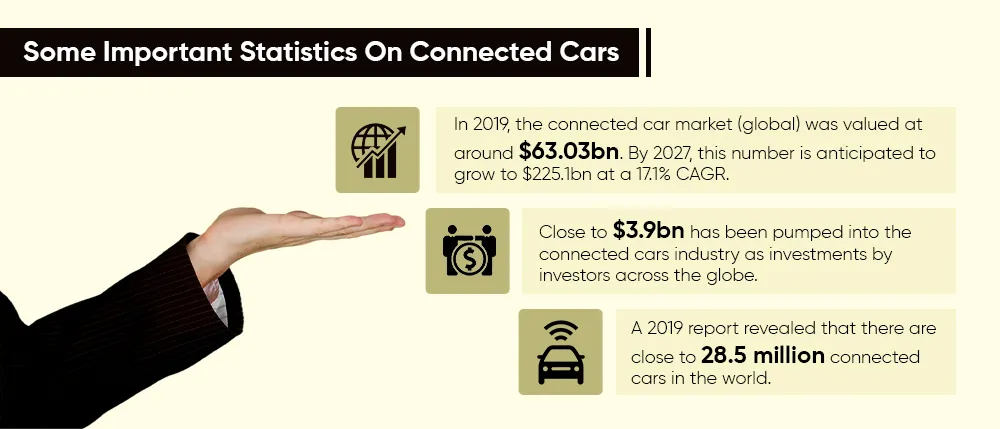 Some Important Statistics On Connected Cars
In 2019, the connected car market (global) was valued at
around $63.03bn. By 2027, this number is anticipated to
grow to $225.1bn at a 17.1% CAGR.
Close to $3.9bn has been pumped into the
connected cars industry as investments by
investors across the globe.
A 2019 report revealed that there are
close to 28.5 million connected
cars in the world.